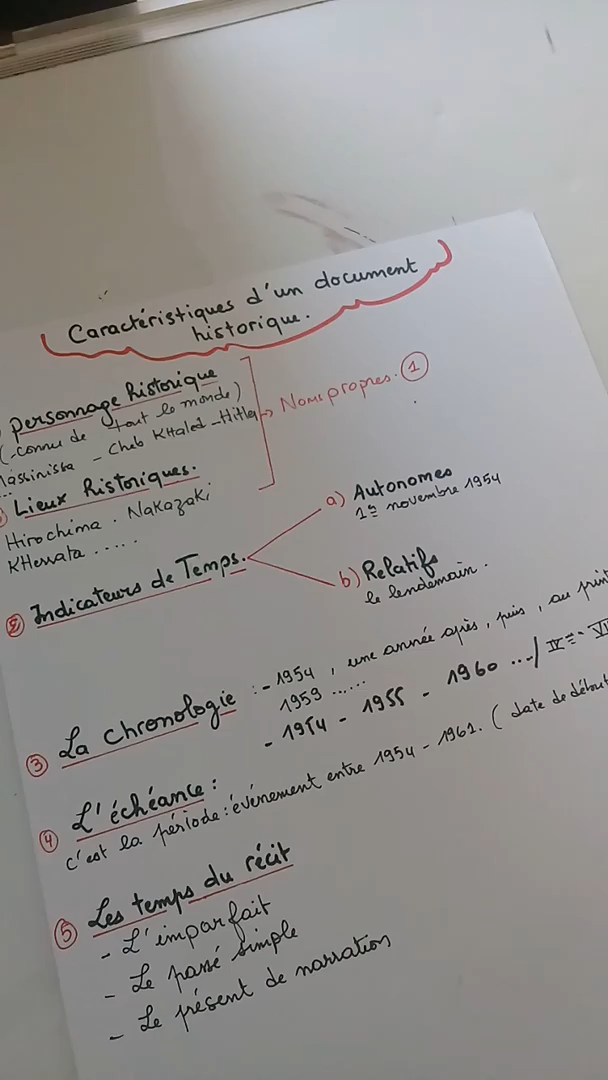 Caractéristiques d'un document
historique.
Personnage historique
(connu de tout le monde)
Massinissa - Cheb KHaled - Hitler
...
→ Noms propres. ①
Lieux historiques.
Hirochima. Nakazaki
KHerrata .....
② Indicateurs de Temps.
a) Autonomes
1er novembre 1954
b) Relatifs
le lendemain.
③ La chronologie : - 1954, une année après, puis, au
1959 ......
- 1954 - 1955 - 1960 .../
④ L'échéance :
c'est la période : événement entre 1954 - 1962. (date de début
⑤ Les temps du récit
- L'imparfait
- Le passé simple
- Le présent de narration